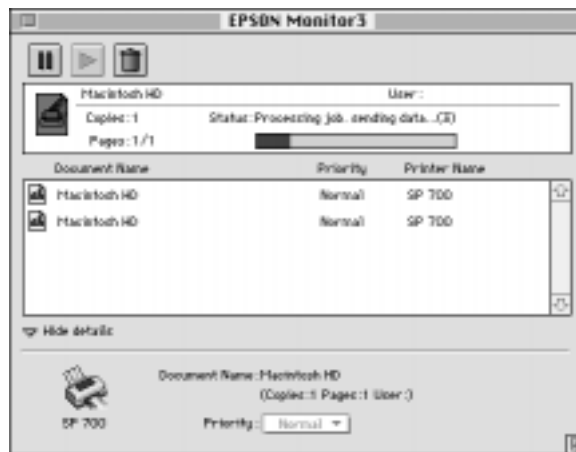 EPSON Monitor3
Macintosh HD User:
Copies:1 Status:Processing job. sending data...(3)
Pages:1/1
Document Name Priority Printer Name
Macintosh HD Normal SP 700
Macintosh HD Normal SP 700
Hide details
Document Name:Macintosh HD
(Copies:1 Pages:1 User:)
SP 700 Priority: Normal